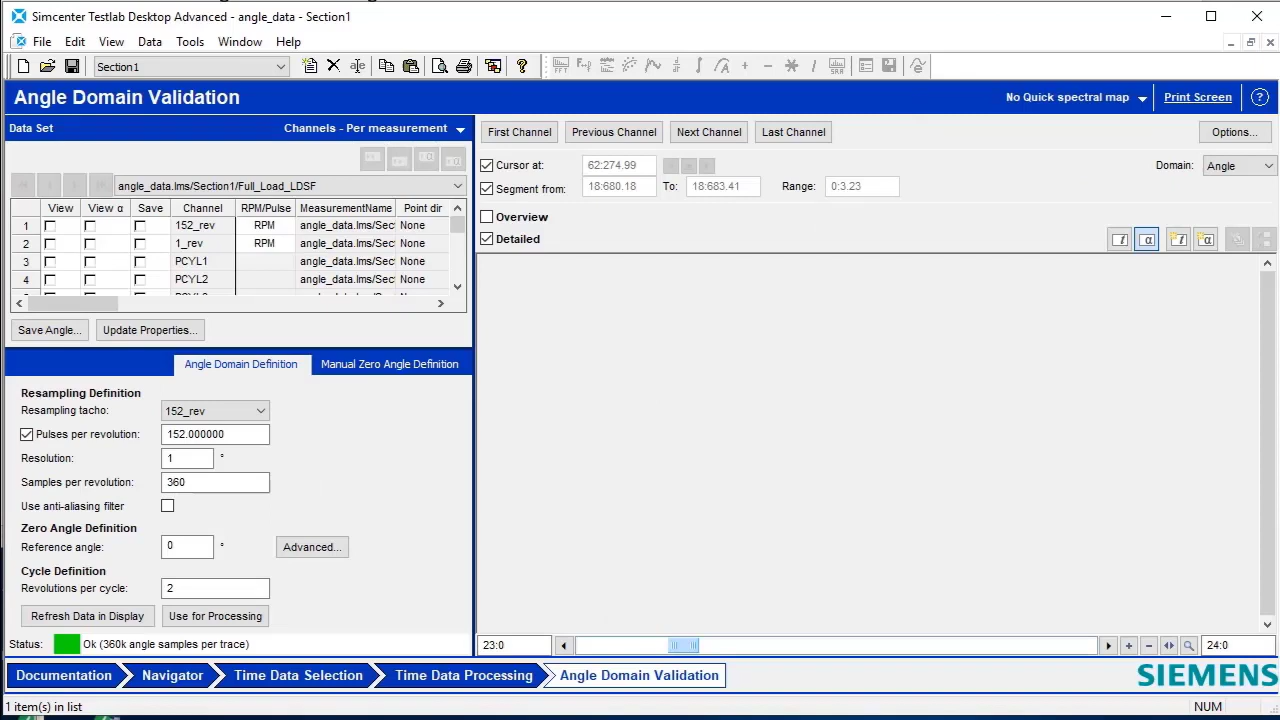 Simcenter Testlab Desktop Advanced - angle_data - Section1
File Edit View Data Tools Window Help
Section1
Angle Domain Validation
No Quick spectral map
Print Screen
Data Set
Channels - Per measurement
First Channel
Previous Channel
Next Channel
Last Channel
Options...
Cursor at: 62:274.99
Domain: Angle
Segment from: 18:680.18 To: 18:683.41 Range: 0:3.23
angle_data.lms/Section1/Full_Load_LDSF
Overview
Detailed
View View α Save Channel RPM/Pulse MeasurementName Point dir
1 152_rev RPM angle_data.lms/Sec None
2 1_rev RPM angle_data.lms/Sec None
3 PCYL1 angle_data.lms/Sec None
4 PCYL2 angle_data.lms/Sec None
Save Angle...
Update Properties...
Angle Domain Definition
Manual Zero Angle Definition
Resampling Definition
Resampling tacho: 152_rev
Pulses per revolution: 152.000000
Resolution: 1 °
Samples per revolution: 360
Use anti-aliasing filter
Zero Angle Definition
Reference angle: 0 ° Advanced...
Cycle Definition
Revolutions per cycle: 2
Refresh Data in Display
Use for Processing
Status: Ok (360k angle samples per trace)
23:0
24:0
Documentation
Navigator
Time Data Selection
Time Data Processing
Angle Domain Validation
SIEMENS
1 item(s) in list
NUM